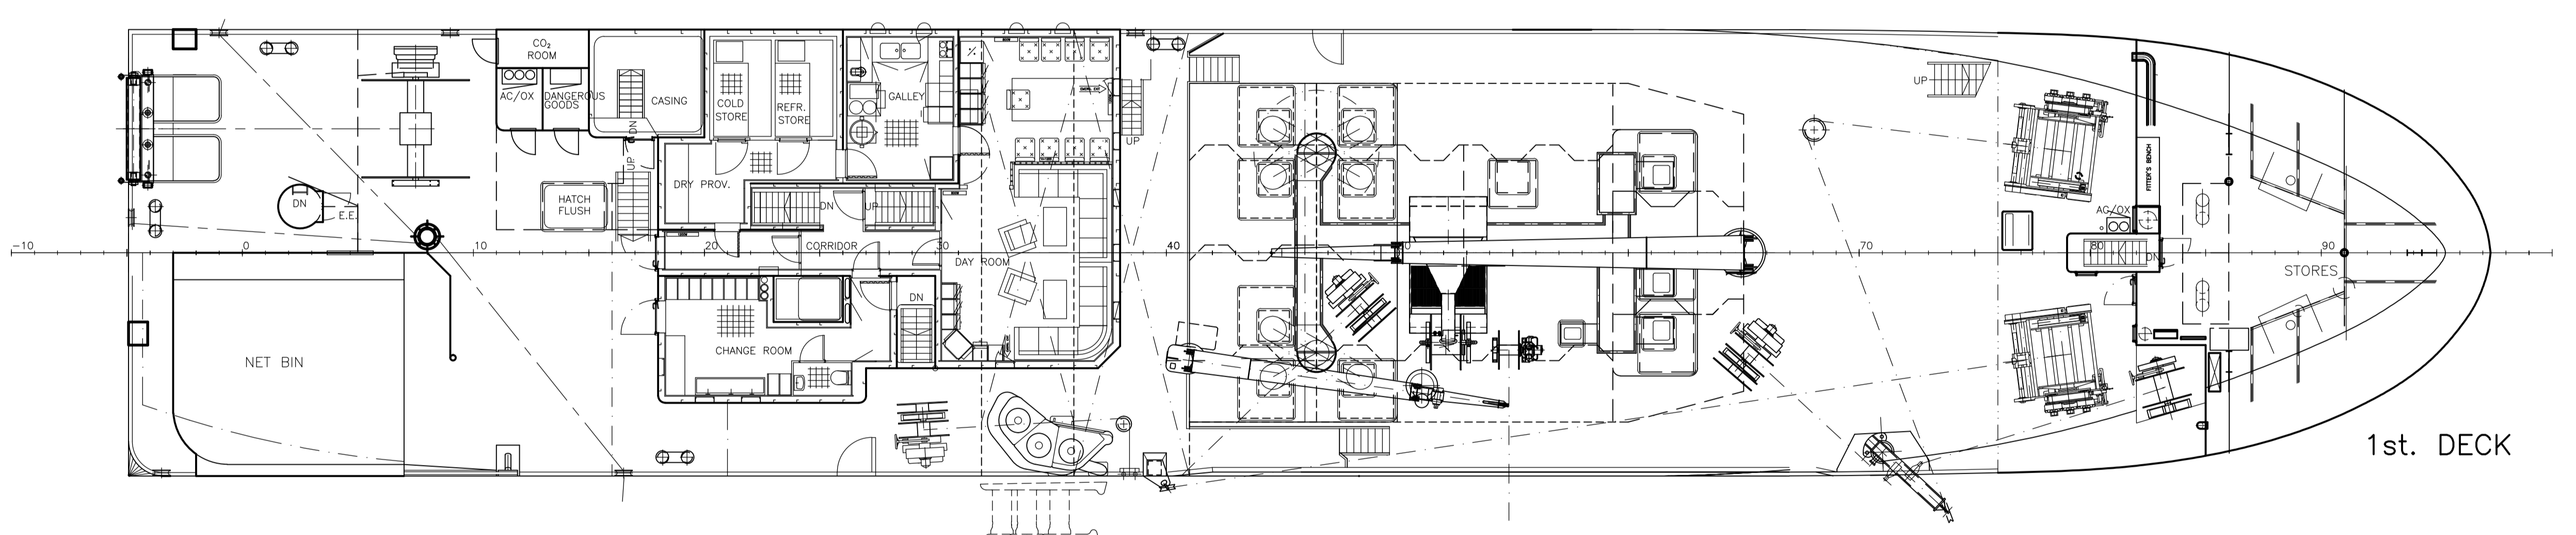 CO₂
ROOM
AC/OX
DANGEROUS
GOODS
CASING
DN
UP
COLD
STORE
REFR.
STORE
GALLEY
UP
UP
FITTER'S BENCH
DRY PROV.
HATCH
FLUSH
DN
E.E.
DN
UP
AC/OX
-10
0
10
20
CORRIDOR
30
40
70
80
90
DAY ROOM
DN
STORES
DN
NET BIN
CHANGE ROOM
1st. DECK